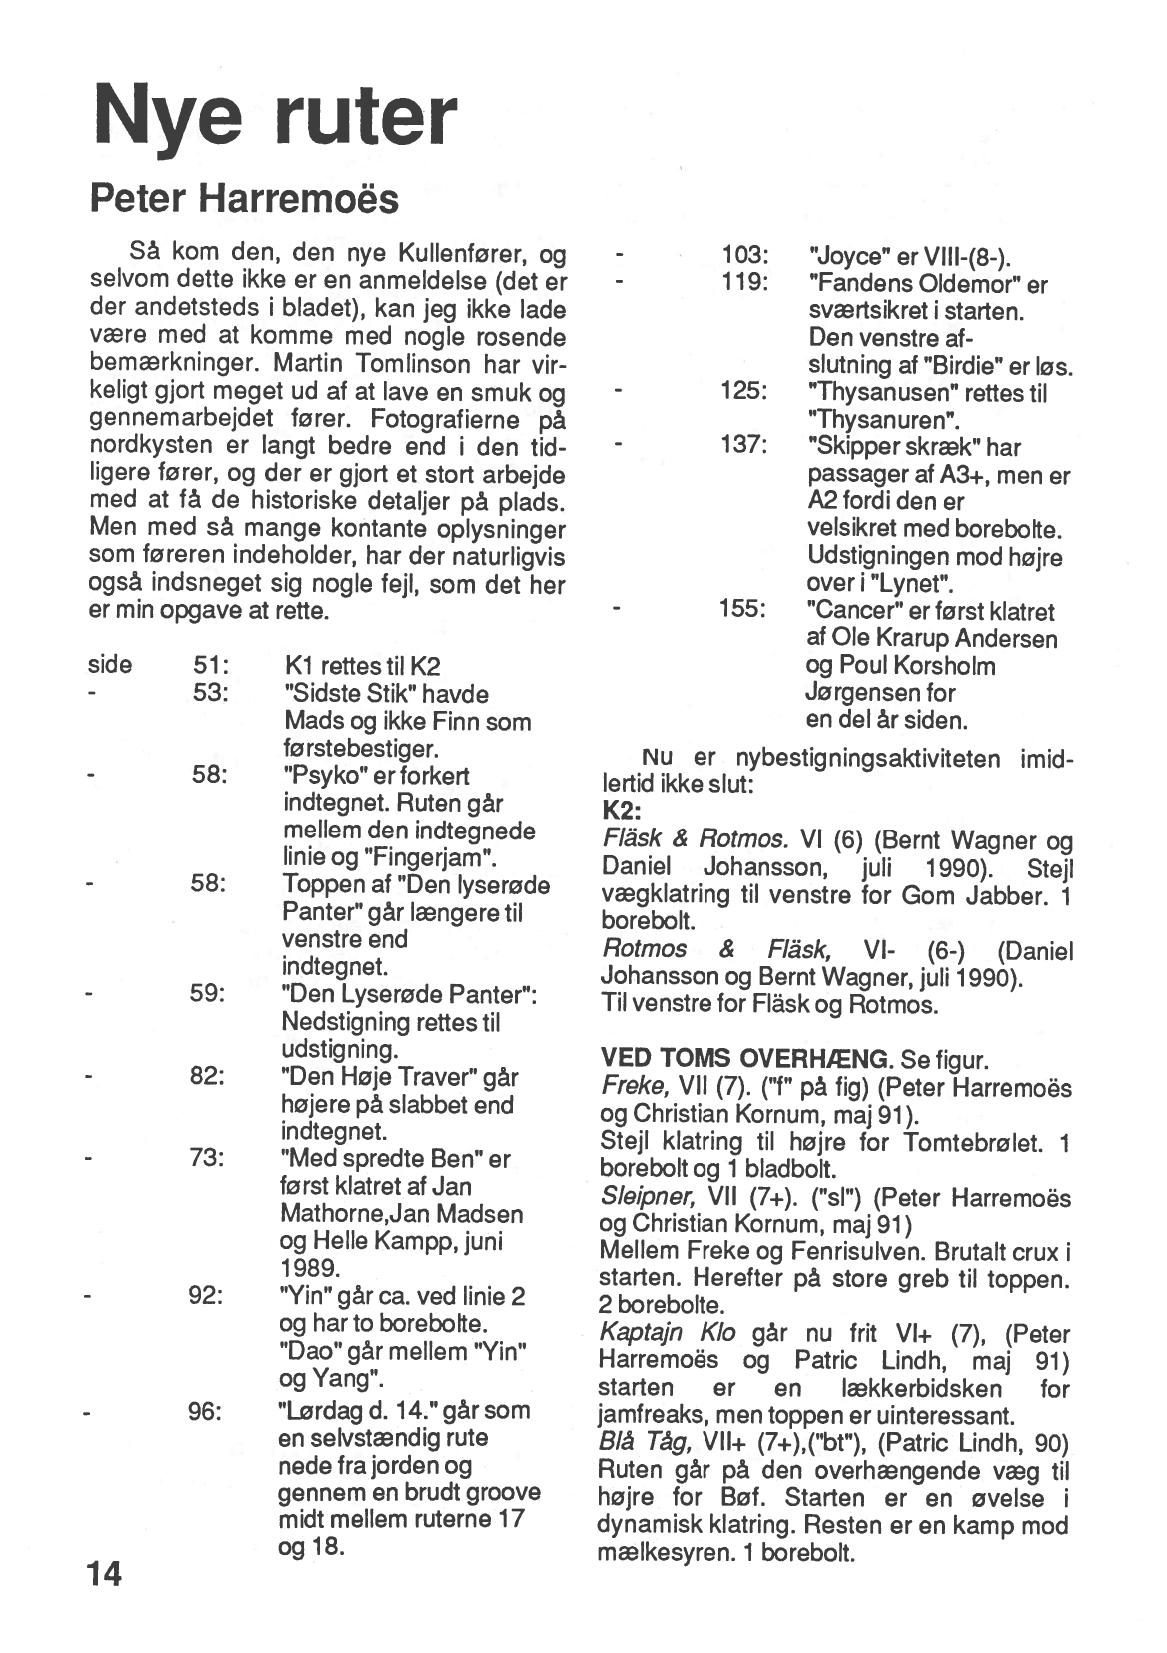 Nye ruter
Peter Harremoës
Så kom den, den nye Kullenfører, og
selvom dette ikke er en anmeldelse (det er
der andetsteds i bladet), kan jeg ikke lade
være med at komme med nogle rosende
bemærkninger. Martin Tomlinson har vir-
keligt gjort meget ud af at lave en smuk og
gennemarbejdet fører. Fotografierne på
nordkysten er langt bedre end i den tid-
ligere fører, og der er gjort et stort arbejde
med at få de historiske detaljer på plads.
Men med så mange kontante oplysninger
som føreren indeholder, har der naturligvis
også indsneget sig nogle fejl, som det her
er min opgave at rette.
side 51: K1 rettes til K2
- 53: "Sidste Stik" havde
Mads og ikke Finn som
førstebestiger.
- 58: "Psyko" er forkert
indtegnet. Ruten går
mellem den indtegnede
linie og "Fingerjam".
- 58: Toppen af "Den lyserøde
Panter" går længere til
venstre end
indtegnet.
- 59: "Den Lyserøde Panter":
Nedstigning rettes til
udstigning.
- 82: "Den Høje Traver" går
højere på slabbet end
indtegnet.
- 73: "Med spredte Ben" er
først klatret af Jan
Mathorne,Jan Madsen
og Helle Kampp, juni
1989.
- 92: "Yin" går ca. ved linie 2
og har to borebolte.
"Dao" går mellem "Yin"
og Yang".
- 96: "Lørdag d. 14." går som
en selvstændig rute
nede fra jorden og
gennem en brudt groove
midt mellem ruterne 17
og 18.
- 103: "Joyce" er VIII-(8-).
- 119: "Fandens Oldemor" er
sværtsikret i starten.
Den venstre af-
slutning af "Birdie" er løs.
- 125: "Thysanusen" rettes til
"Thysanuren".
- 137: "Skipper skræk" har
passager af A3+, men er
A2 fordi den er
velsikret med borebolte.
Udstigningen mod højre
over i "Lynet".
- 155: "Cancer" er først klatret
af Ole Krarup Andersen
og Poul Korsholm
Jørgensen for
en del år siden.
Nu er nybestigningsaktiviteten imid-
lertid ikke slut:
K2:
Fläsk & Rotmos. VI (6) (Bernt Wagner og
Daniel Johansson, juli 1990). Stejl
vægklatring til venstre for Gom Jabber. 1
borebolt.
Rotmos & Fläsk, VI- (6-) (Daniel
Johansson og Bernt Wagner, juli 1990).
Til venstre for Fläsk og Rotmos.
VED TOMS OVERHÆNG. Se figur.
Freke, VII (7). ("f" på fig) (Peter Harremoës
og Christian Kornum, maj 91).
Stejl klatring til højre for Tomtebrølet. 1
borebolt og 1 bladbolt.
Sleipner, VII (7+). ("sl") (Peter Harremoës
og Christian Kornum, maj 91)
Mellem Freke og Fenrisulven. Brutalt crux i
starten. Herefter på store greb til toppen.
2 borebolte.
Kaptajn Klo går nu frit VI+ (7), (Peter
Harremoës og Patric Lindh, maj 91)
starten er en lækkerbidsken for
jamfreaks, men toppen er uinteressant.
Blå Tåg, VII+ (7+),("bt"), (Patric Lindh, 90)
Ruten går på den overhængende væg til
højre for Bøf. Starten er en øvelse i
dynamisk klatring. Resten er en kamp mod
mælkesyren. 1 borebolt.
14